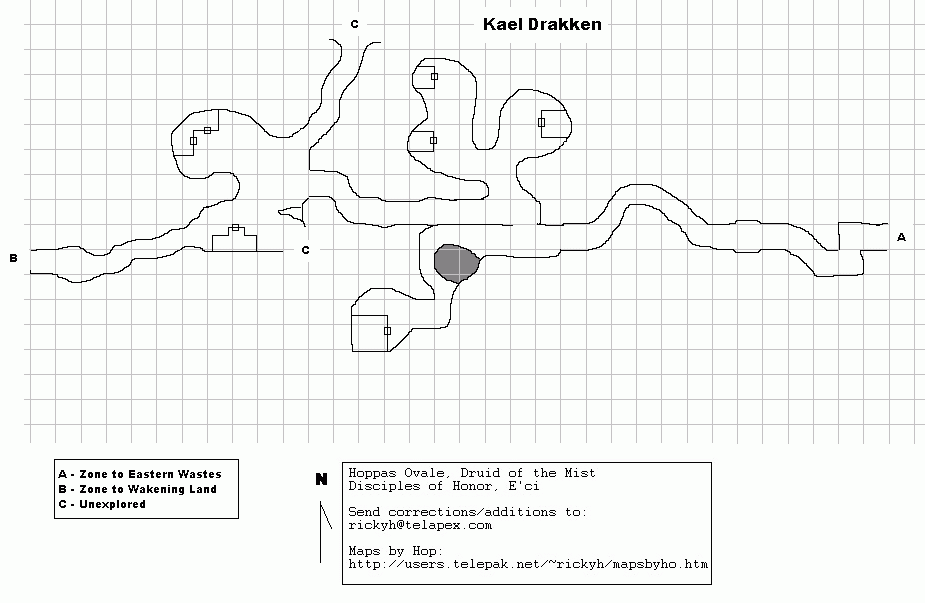 C
Kael Drakken
A
C
B
A - Zone to Eastern Wastes
B - Zone to Wakening Land
C - Unexplored
N
Hoppas Ovale, Druid of the Mist
Disciples of Honor, E'ci
Send corrections/additions to:
rickyh@telapex.com
Maps by Hop:
http://users.telepak.net/~rickyh/mapsbyho.htm